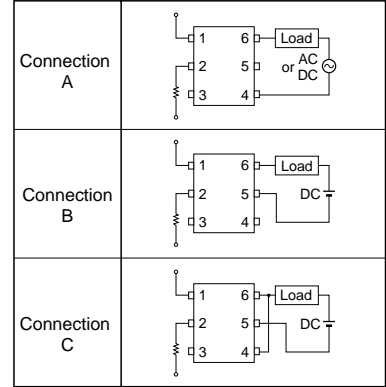 Connection
A
1 6 Load
2 5 or AC
DC
3 4
Connection
B
1 6 Load
2 5 DC
3 4
Connection
C
1 6 Load
2 5 DC
3 4